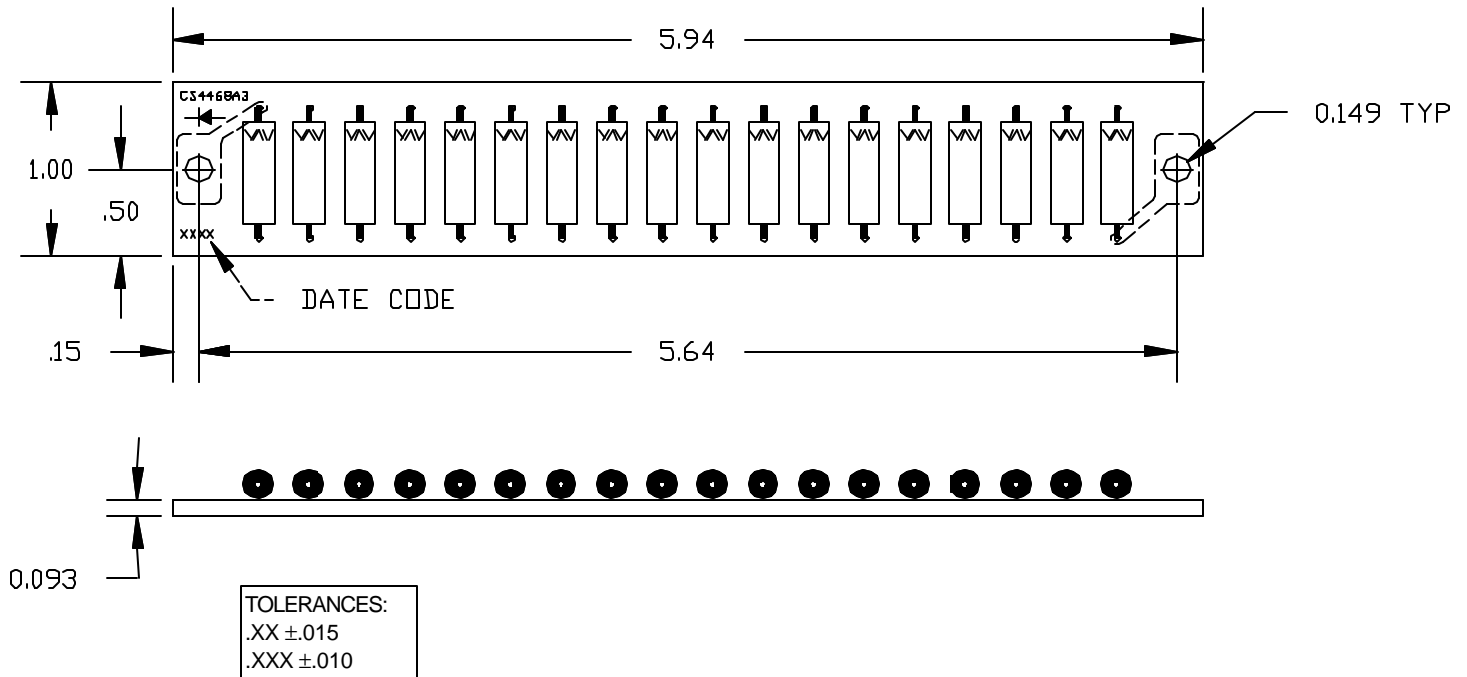 5.94
CS4468A3
0.149 TYP
1.00
.50
XXXX
DATE CODE
.15
5.64
0.093
TOLERANCES:
.XX ±.015
.XXX ±.010